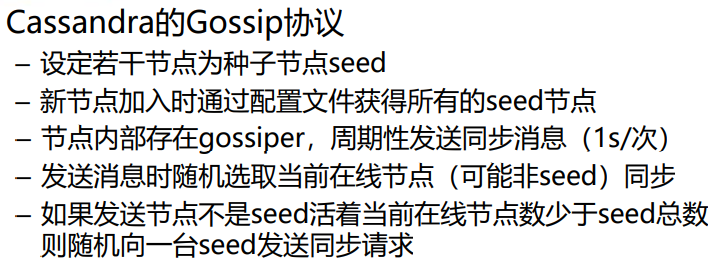 Cassandra的Gossip协议
– 设定若干节点为种子节点seed
– 新节点加入时通过配置文件获得所有的seed节点
– 节点内部存在gossiper，周期性发送同步消息（1s/次）
– 发送消息时随机选取当前在线节点（可能非seed）同步
– 如果发送节点不是seed活着当前在线节点数少于seed总数
则随机向一台seed发送同步请求